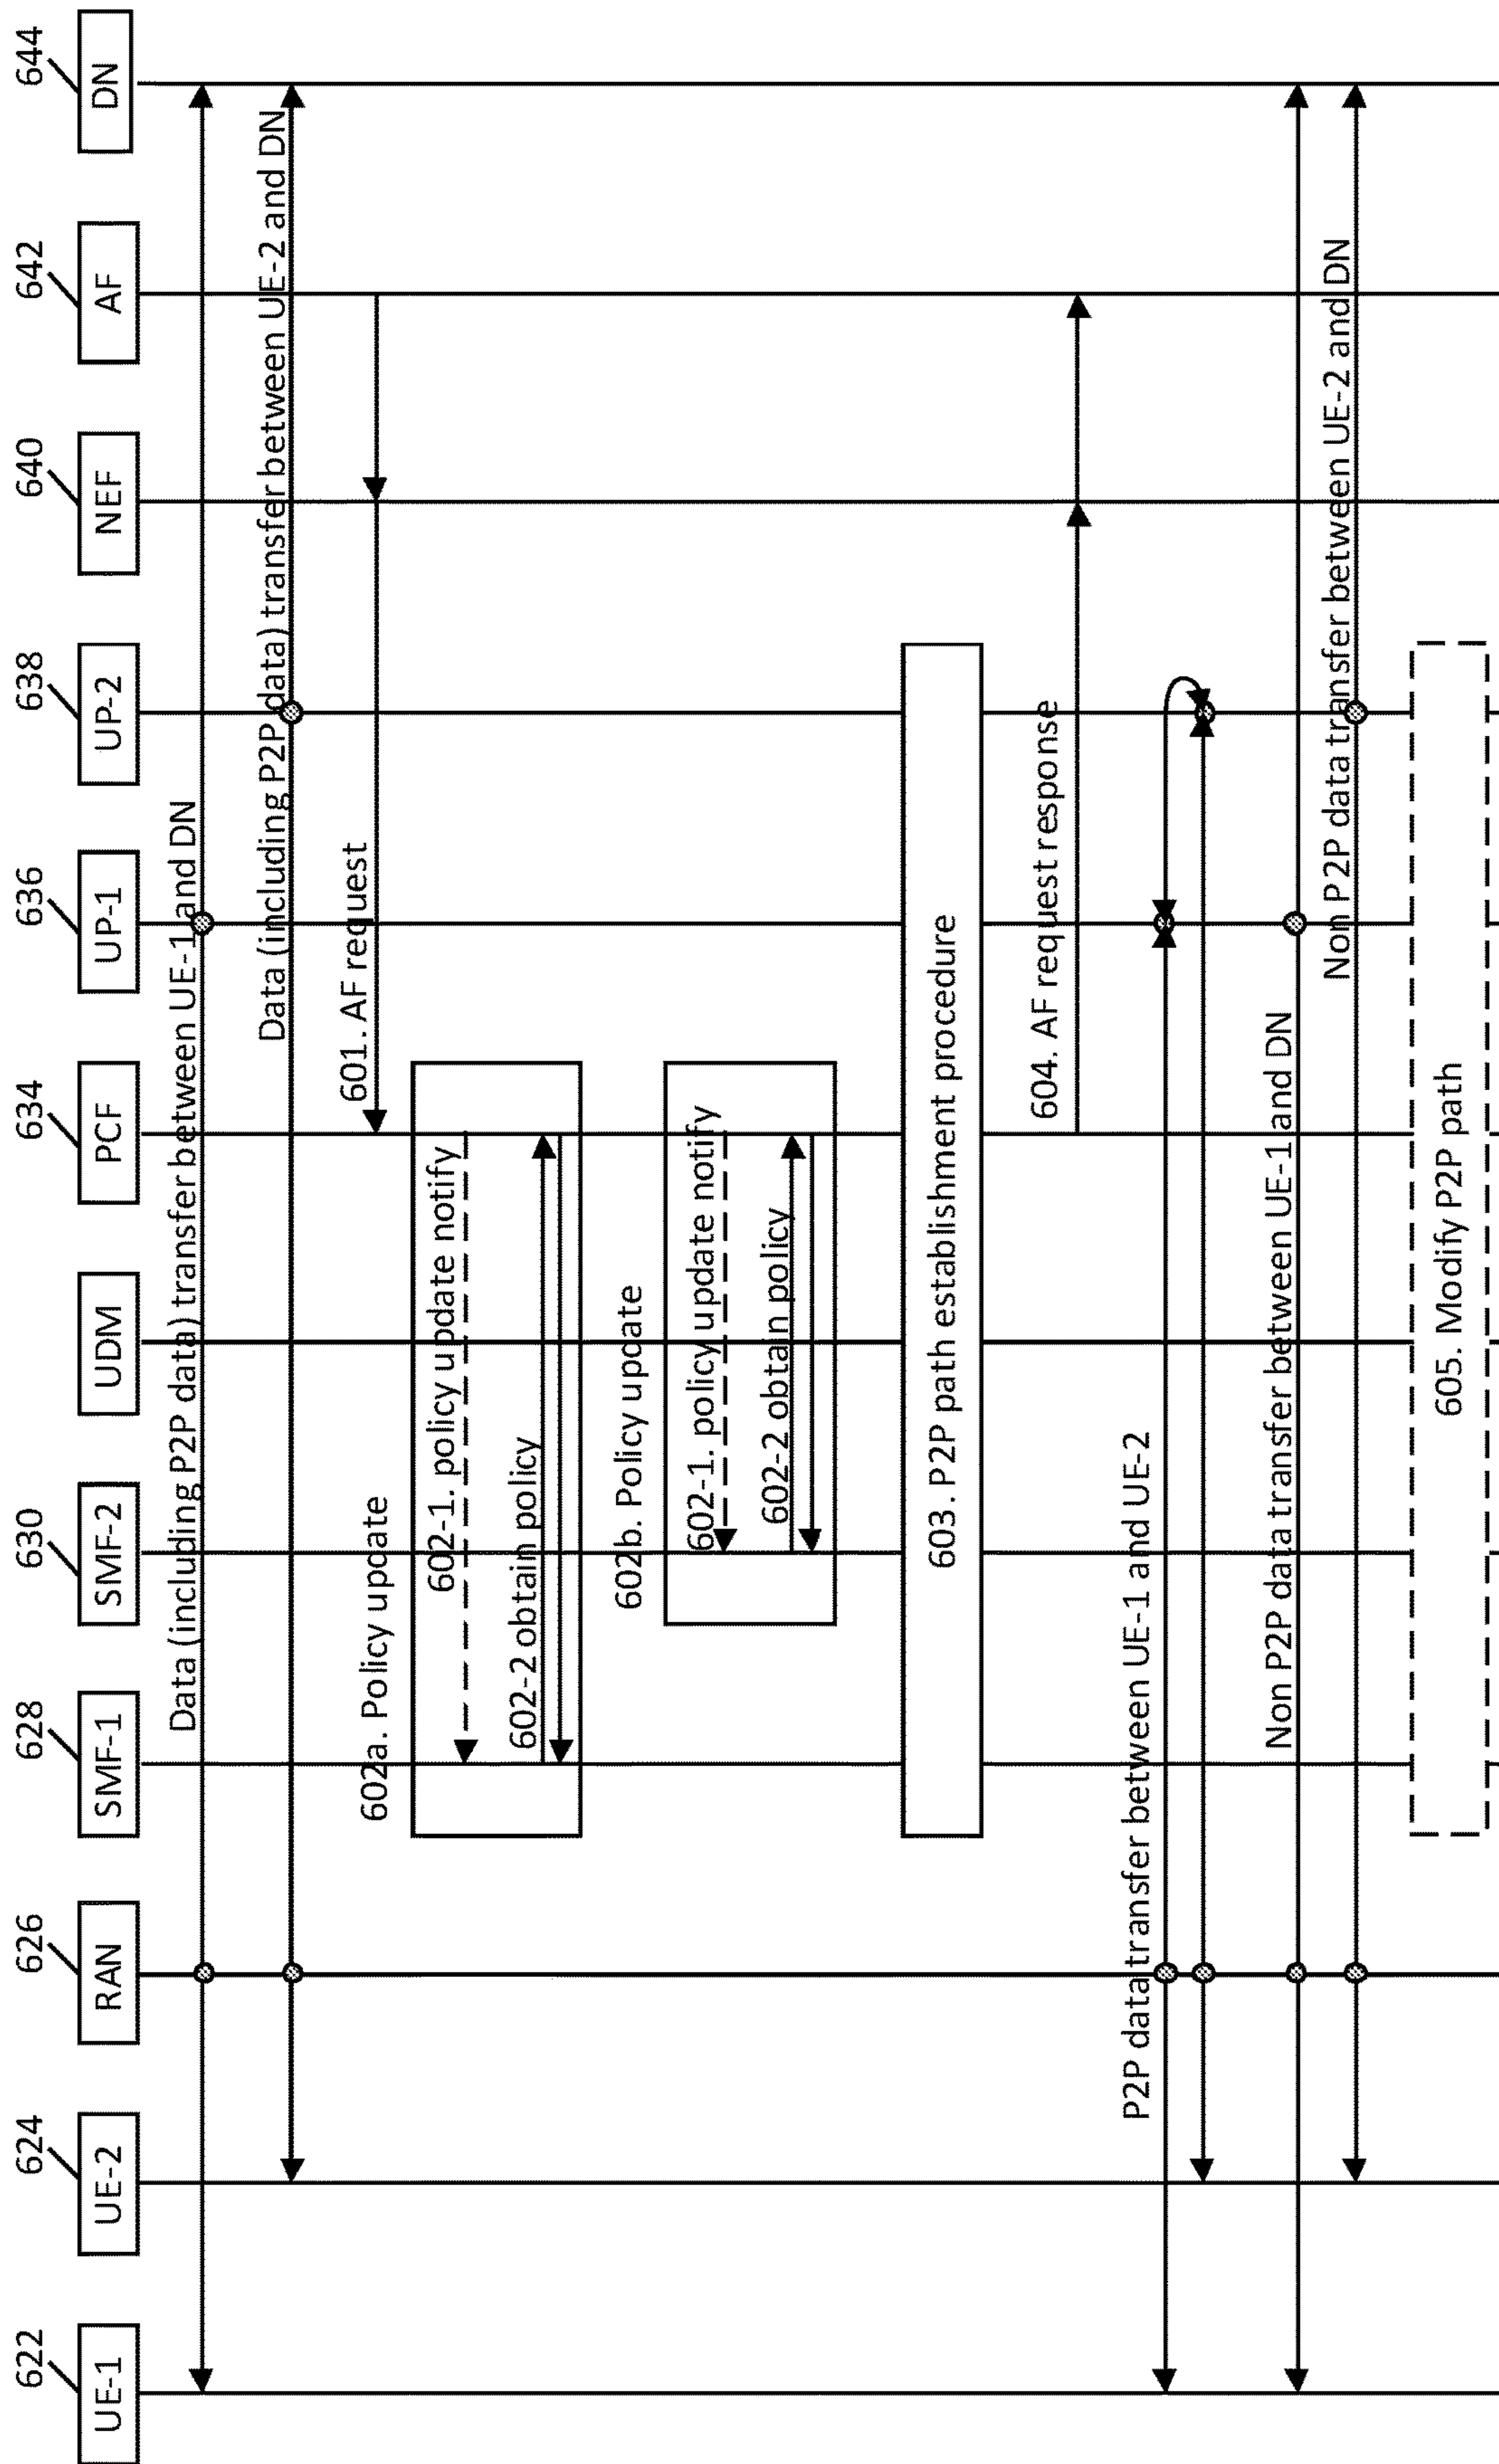 622
624
626
628
630
634
636
638
640
642
644
UE-1
UE-2
RAN
SMF-1
SMF-2
UDM
PCF
UP-1
UP-2
NEF
AF
DN
Data (including P2P data) transfer between UE-1 and DN
Data (including P2P data) transfer between UE-2 and DN
601. AF request
602a. Policy update
602-1. policy update notify
602-2 obtain policy
602b. Policy update
602-1. policy update notify
602-2 obtain policy
603. P2P path establishment procedure
604. AF request response
P2P data transfer between UE-1 and UE-2
Non P2P data transfer between UE-1 and DN
Non P2P data transfer between UE-2 and DN
605. Modify P2P path